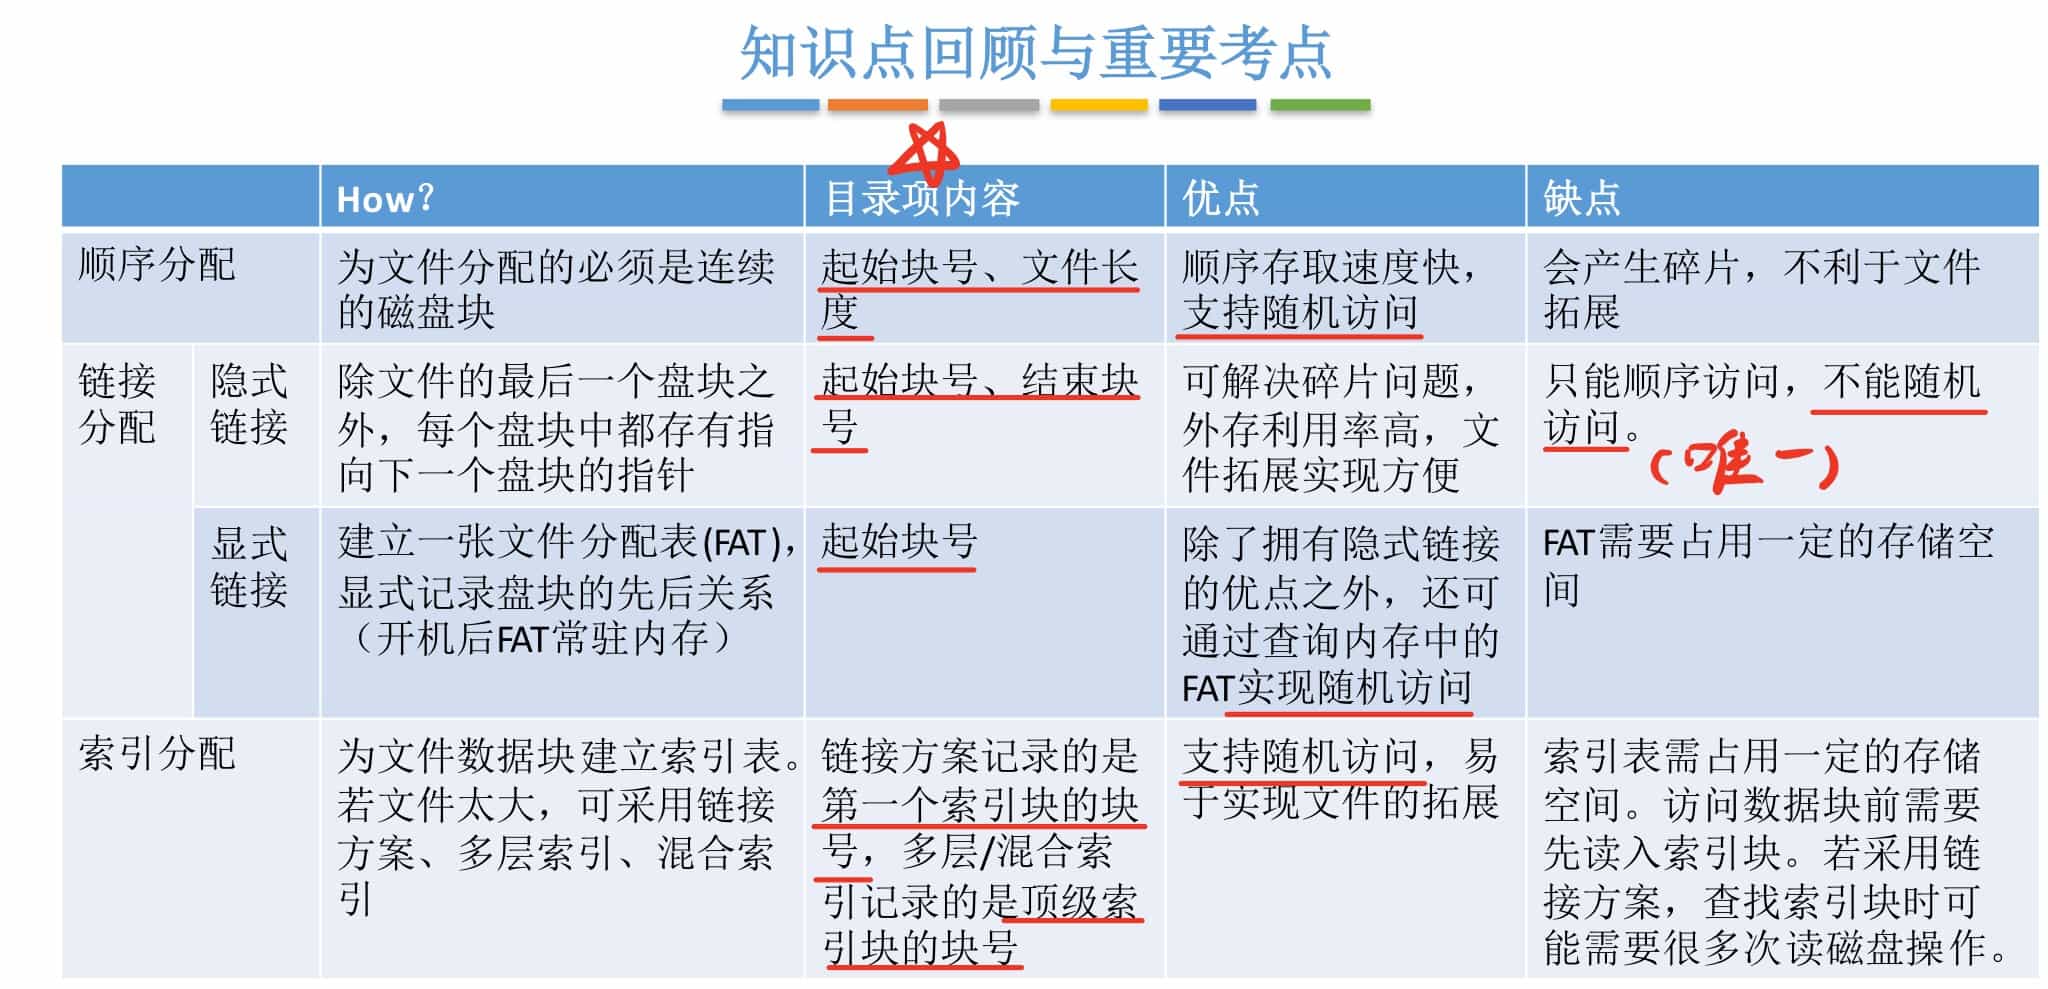 知识点回顾与重要考点
How？
目录项内容
优点
缺点
顺序分配
为文件分配的必须是连续
的磁盘块
起始块号、文件长
度
顺序存取速度快，
支持随机访问
会产生碎片，不利于文件
拓展
链接
分配
隐式
链接
除文件的最后一个盘块之
外，每个盘块中都存有指
向下一个盘块的指针
起始块号、结束块
号
可解决碎片问题，
外存利用率高，文
件拓展实现方便
只能顺序访问，不能随机
访问。
（唯一）
显式
链接
建立一张文件分配表(FAT)，
显式记录盘块的先后关系
（开机后FAT常驻内存）
起始块号
除了拥有隐式链接
的优点之外，还可
通过查询内存中的
FAT实现随机访问
FAT需要占用一定的存储空
间
索引分配
为文件数据块建立索引表。
若文件太大，可采用链接
方案、多层索引、混合索
引
链接方案记录的是
第一个索引块的块
号，多层/混合索
引记录的是顶级索
引块的块号
支持随机访问，易
于实现文件的拓展
索引表需占用一定的存储
空间。访问数据块前需要
先读入索引块。若采用链
接方案，查找索引块时可
能需要很多次读磁盘操作。